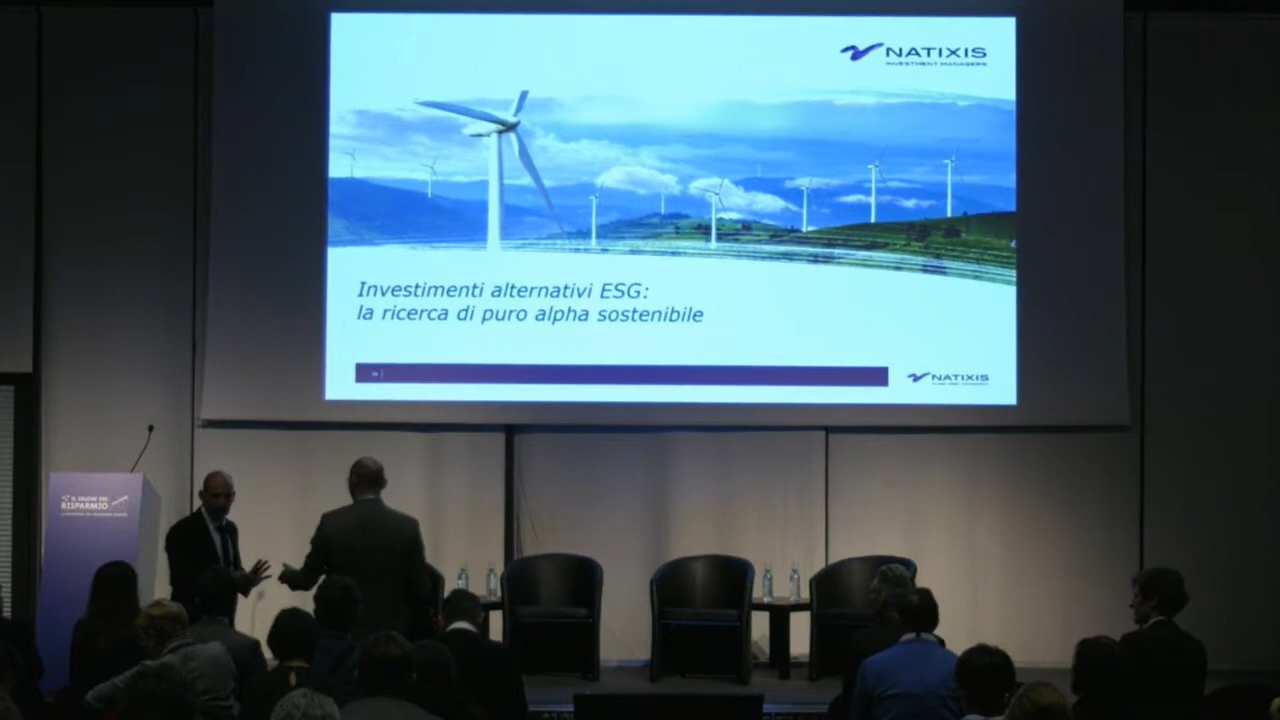 NATIXIS
INVESTMENT MANAGERS
Investimenti alternativi ESG:
la ricerca di puro alpha sostenibile
NATIXIS
IL SALONE DEL
RISPARMIO